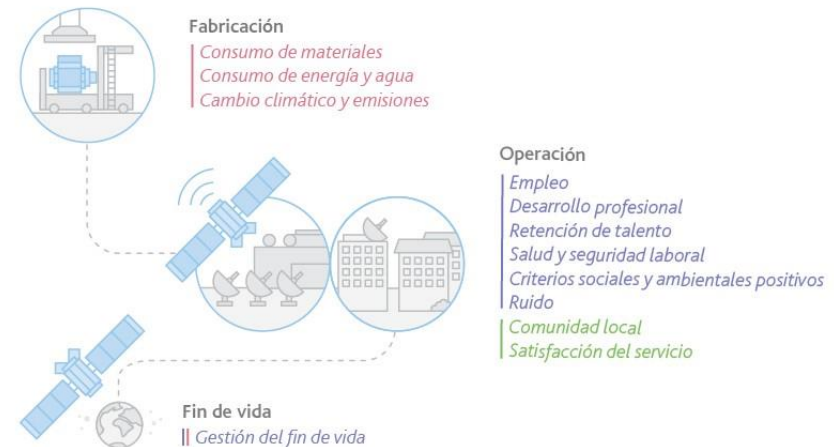 Fabricación
Consumo de materiales
Consumo de energía y agua
Cambio climático y emisiones
Operación
Empleo
Desarrollo profesional
Retención de talento
Salud y seguridad laboral
Criterios sociales y ambientales positivos
Ruido
Comunidad local
Satisfacción del servicio
Fin de vida
Gestión del fin de vida